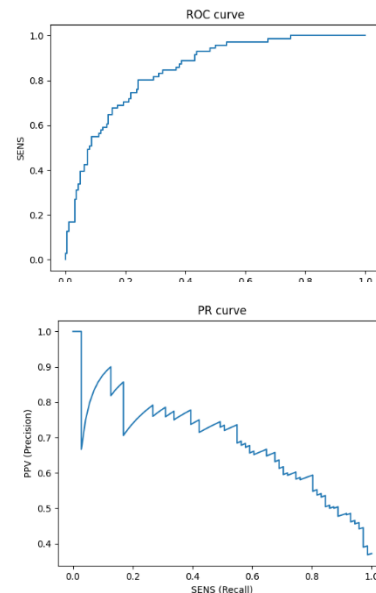 ROC curve
1.0
0.8
0.6
0.4
0.2
0.0
SENS
0.0 0.2 0.4 0.6 0.8 1.0
PR curve
1.0
0.9
0.8
0.7
0.6
0.5
0.4
PPV (Precision)
0.0 0.2 0.4 0.6 0.8 1.0
SENS (Recall)